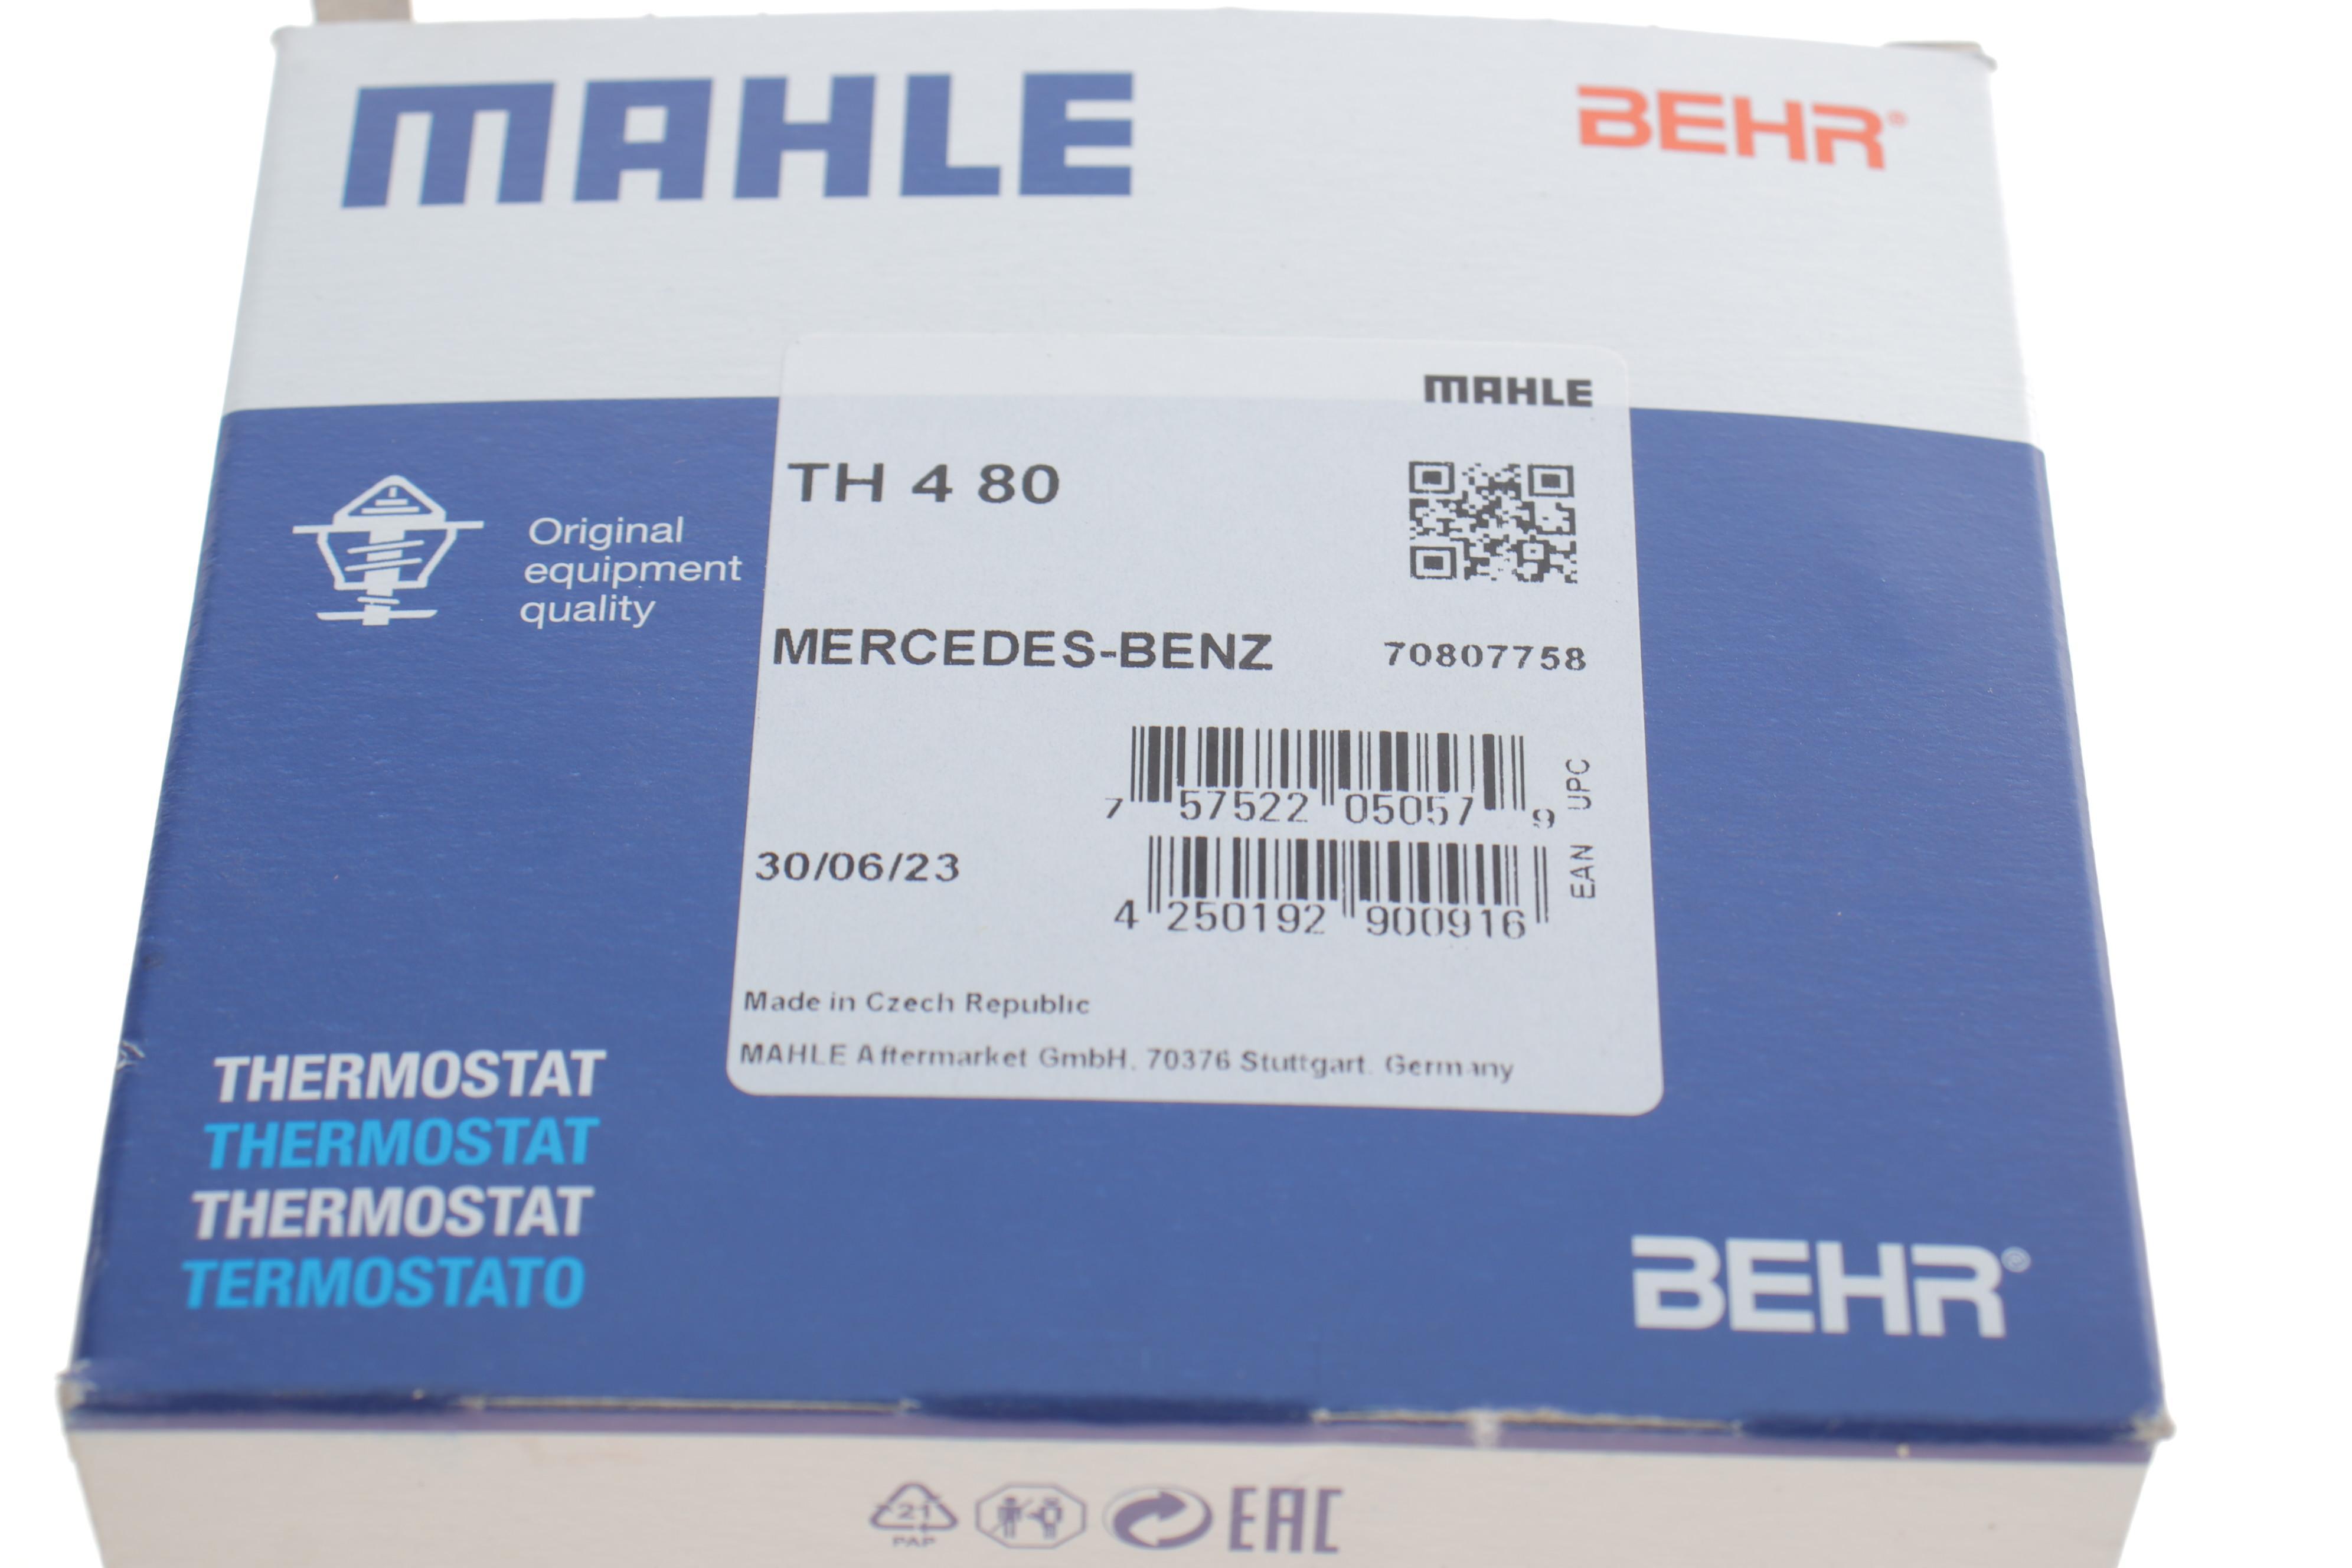 MAHLE
BEHR®
MAHLE
TH 4 80
Original
equipment
quality
MERCEDES-BENZ 70807758
7 57522 05057 9
UPC
30/06/23
4 250192 900916
EAN
Made in Czech Republic
MAHLE Aftermarket GmbH. 70376 Stuttgart. Germany
THERMOSTAT
THERMOSTAT
THERMOSTAT
TERMOSTATO
BEHR®
21
PAP
EAC